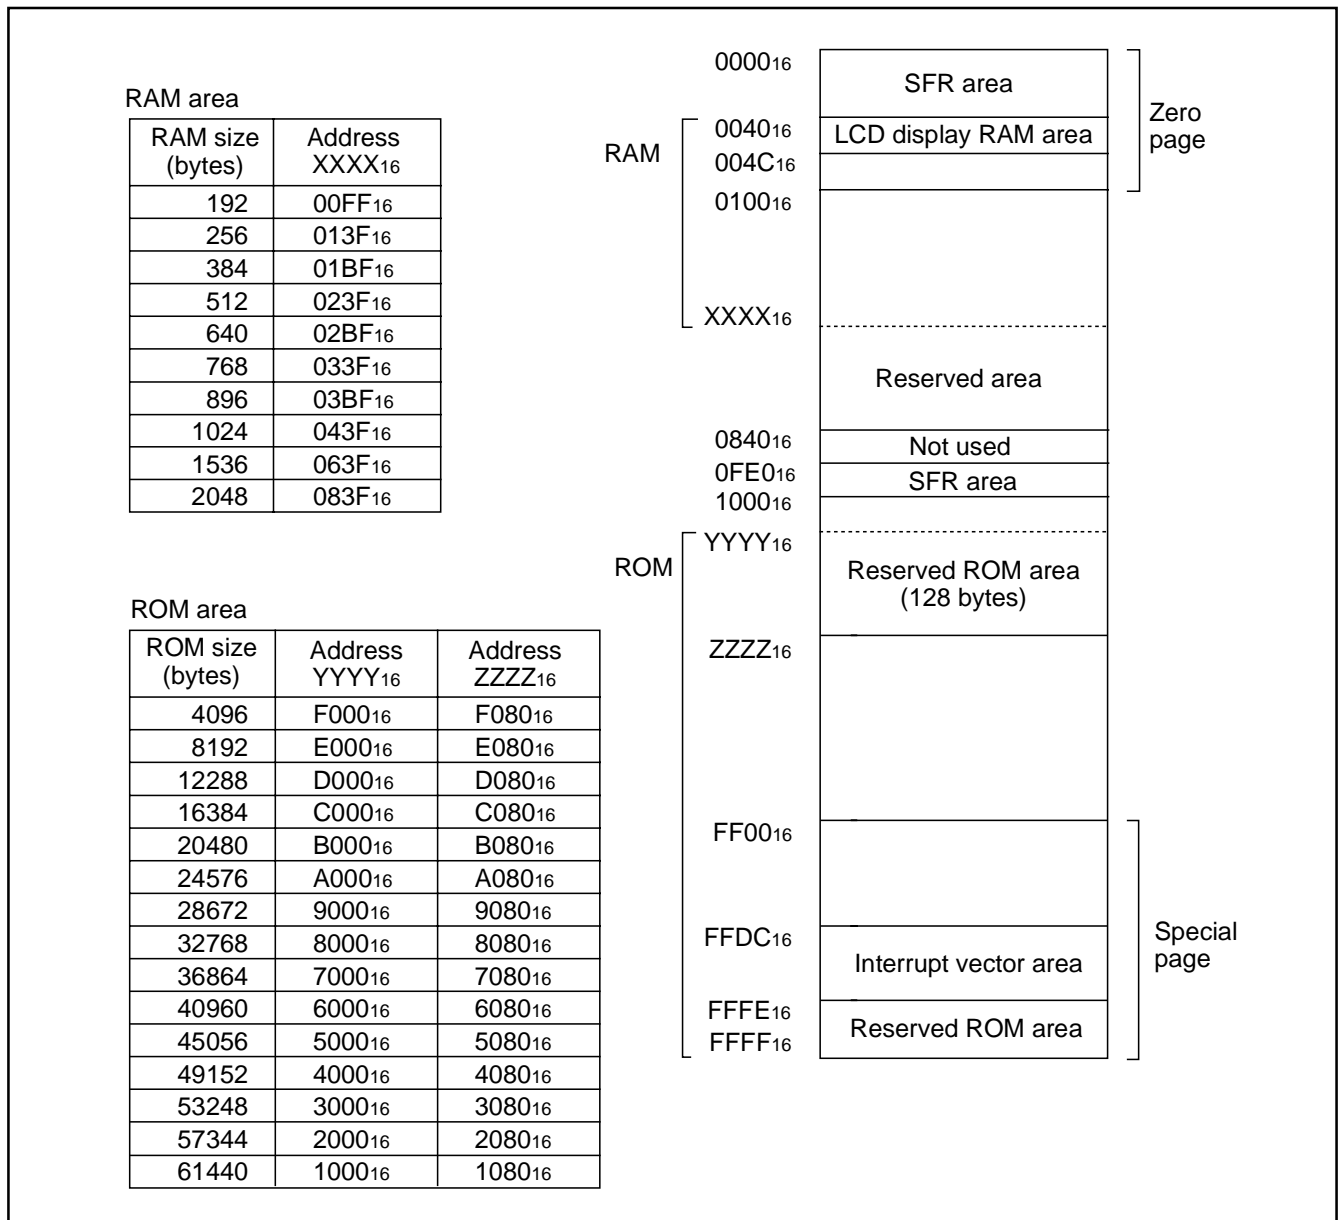 RAM area
RAM size (bytes) Address XXXX16
192 00FF16
256 013F16
384 01BF16
512 023F16
640 02BF16
768 033F16
896 03BF16
1024 043F16
1536 063F16
2048 083F16
ROM area
ROM size (bytes) Address YYYY16 Address ZZZZ16
4096 F00016 F08016
8192 E00016 E08016
12288 D00016 D08016
16384 C00016 C08016
20480 B00016 B08016
24576 A00016 A08016
28672 900016 908016
32768 800016 808016
36864 700016 708016
40960 600016 608016
45056 500016 508016
49152 400016 408016
53248 300016 308016
57344 200016 208016
61440 100016 108016
000016
SFR area
Zero page
RAM
004016
LCD display RAM area
004C16
010016
XXXX16
Reserved area
084016
Not used
0FE016
SFR area
100016
ROM
YYYY16
Reserved ROM area
(128 bytes)
ZZZZ16
FF0016
FFDC16
Interrupt vector area
Special page
FFFE16
Reserved ROM area
FFFF16